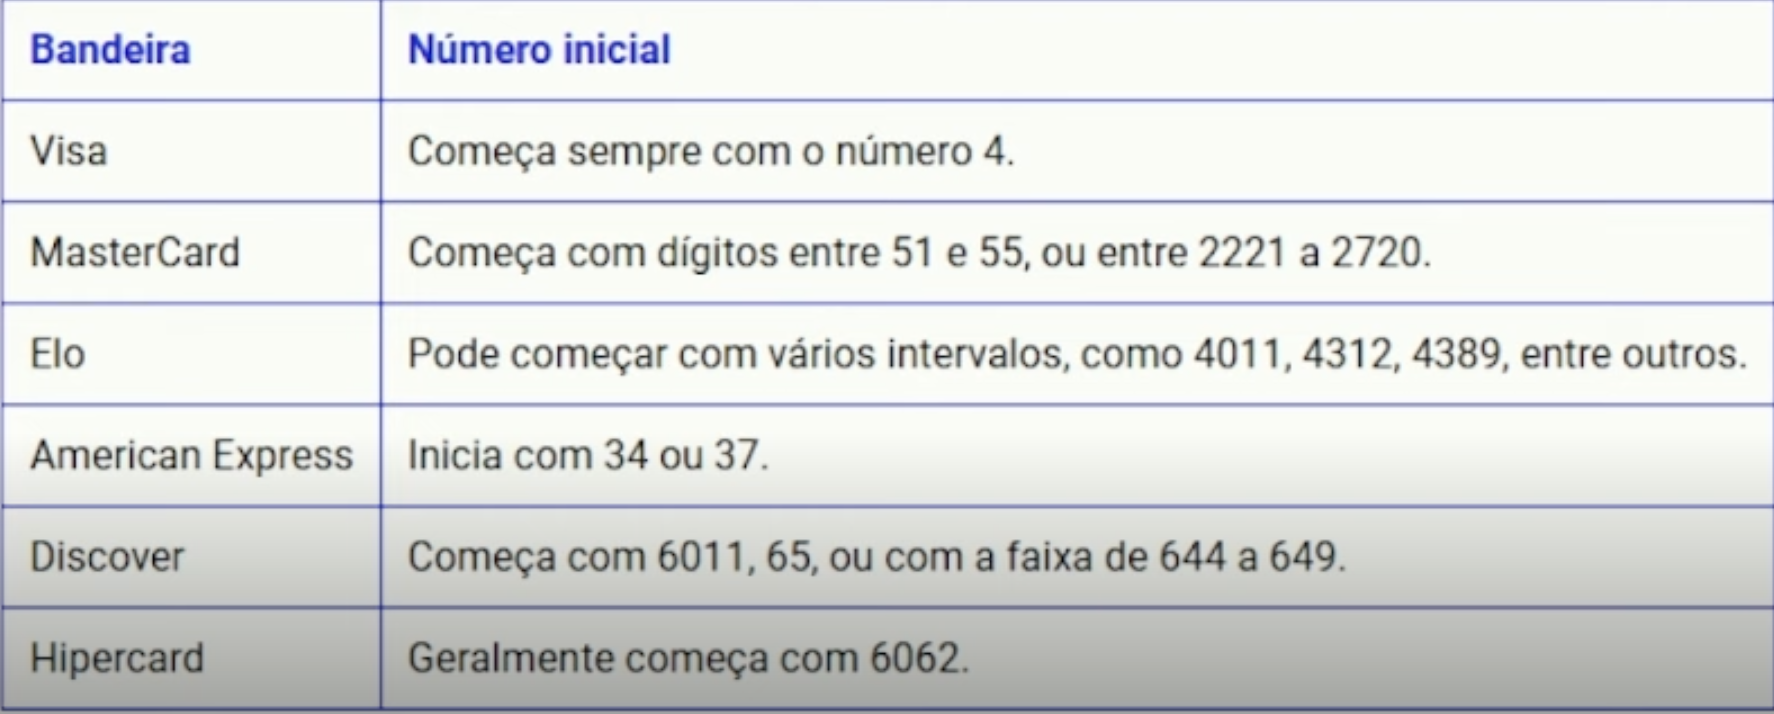 Bandeira Número inicial
Visa Começa sempre com o número 4.
MasterCard Começa com dígitos entre 51 e 55, ou entre 2221 a 2720.
Elo Pode começar com vários intervalos, como 4011, 4312, 4389, entre outros.
American Express Inicia com 34 ou 37.
Discover Começa com 6011, 65, ou com a faixa de 644 a 649.
Hipercard Geralmente começa com 6062.